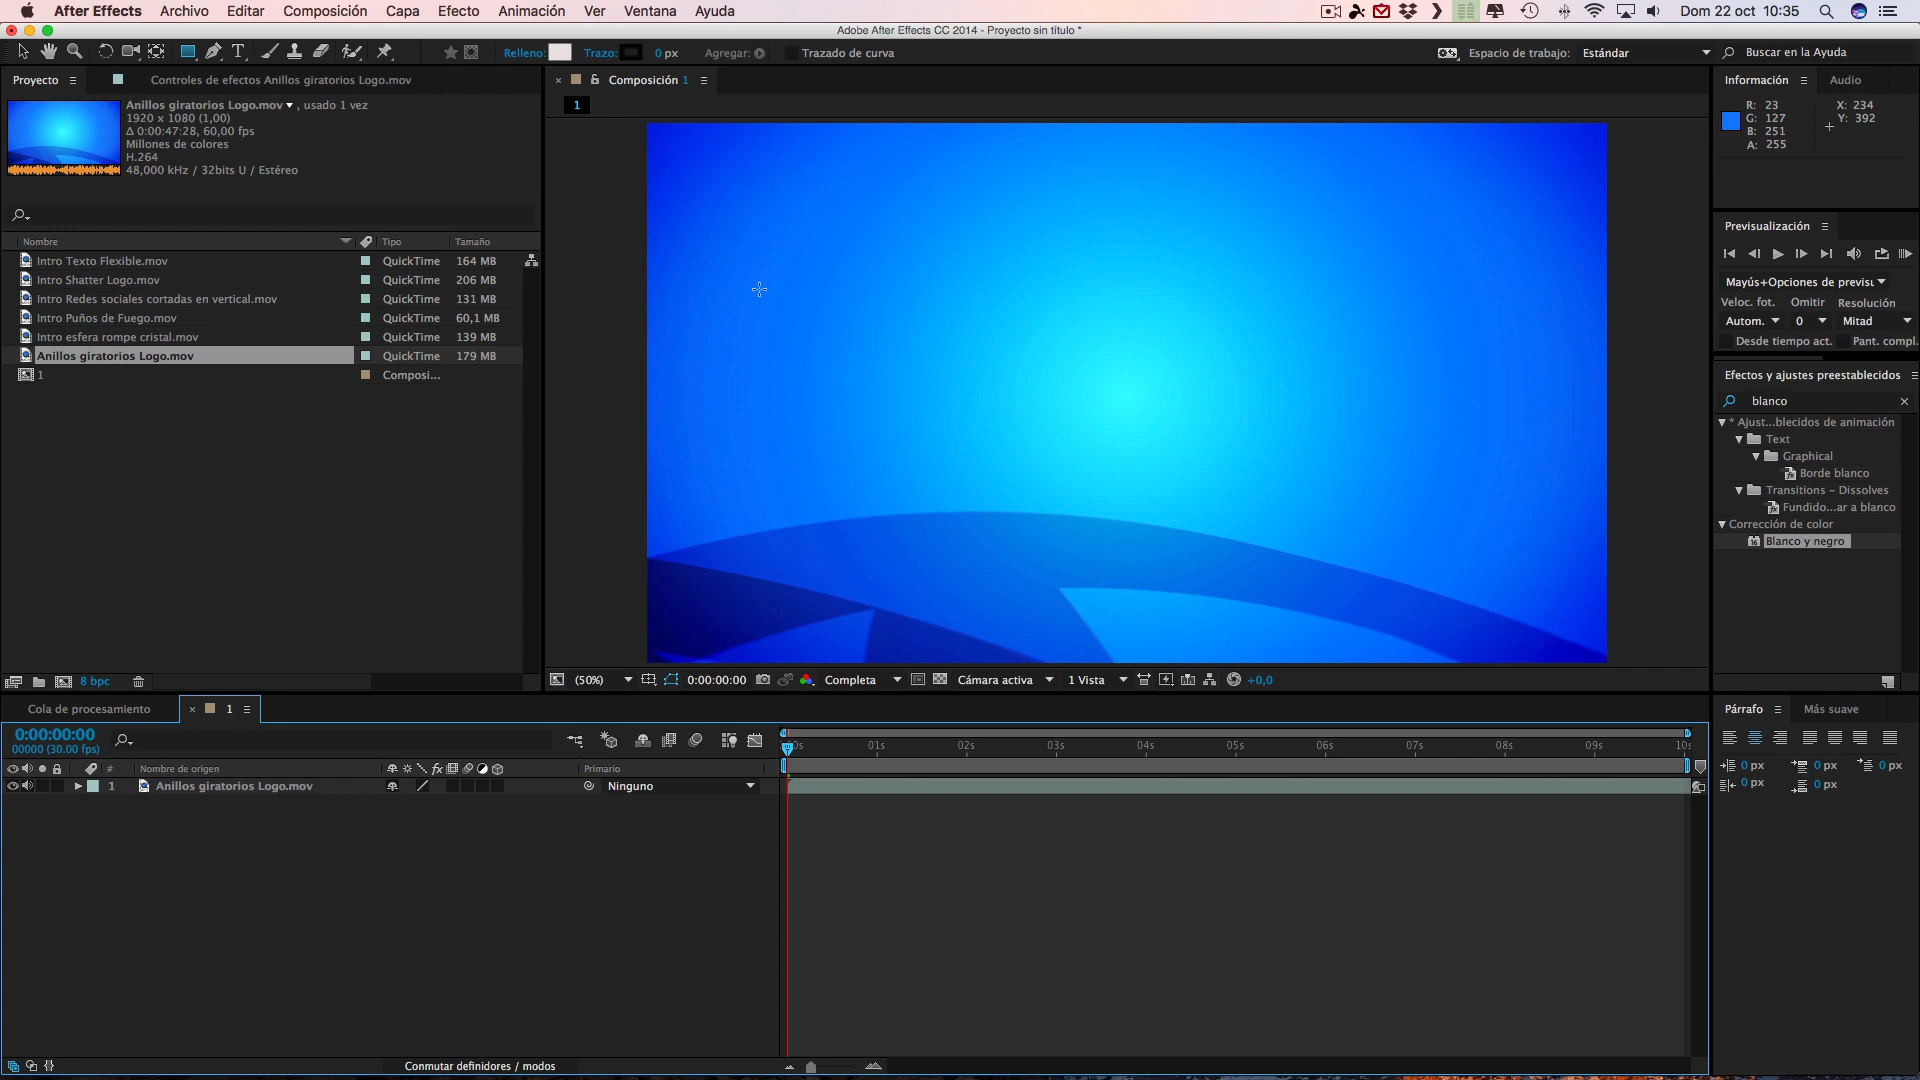 After Effects Archivo Editar Composición Capa Efecto Animación Ver Ventana Ayuda Dom 22 oct 10:35
Adobe After Effects CC 2014 - Proyecto sin título *
Relleno: Trazo: 0 px Agregar: Trazado de curva Espacio de trabajo: Estándar Buscar en la Ayuda
Proyecto Controles de efectos Anillos giratorios Logo.mov Composición 1 Información Audio
1
Anillos giratorios Logo.mov , usado 1 vez
1920 x 1080 (1,00)
Δ 0:00:47:28, 60,00 fps
Millones de colores
H.264
48,000 kHz / 32bits U / Estéreo
R: 23 X: 234
G: 127 Y: 392
B: 251
A: 255
Nombre Tipo Tamaño
Intro Texto Flexible.mov QuickTime 164 MB
Intro Shatter Logo.mov QuickTime 206 MB
Intro Redes sociales cortadas en vertical.mov QuickTime 131 MB
Intro Puños de Fuego.mov QuickTime 60,1 MB
Intro esfera rompe cristal.mov QuickTime 139 MB
Anillos giratorios Logo.mov QuickTime 179 MB
1 Composi...
Previsualización
Mayús+Opciones de previsu
Veloc. fot. Omitir Resolución
Autom. 0 Mitad
Desde tiempo act. Pant. compl.
Efectos y ajustes preestablecidos
blanco
* Ajust...blecidos de animación
Text
Graphical
Borde blanco
Transitions – Dissolves
Fundido...ar a blanco
Corrección de color
16 Blanco y negro
8 bpc
(50%) 0:00:00:00 Completa Cámara activa 1 Vista +0,0
Cola de procesamiento 1
0:00:00:00
00000 (30.00 fps)
01s 02s 03s 04s 05s 06s 07s 08s 09s
# Nombre de origen fx Primario
1 Anillos giratorios Logo.mov Ninguno
Conmutar definidores / modos
Párrafo Más suave
0 px 0 px 0 px
0 px 0 px